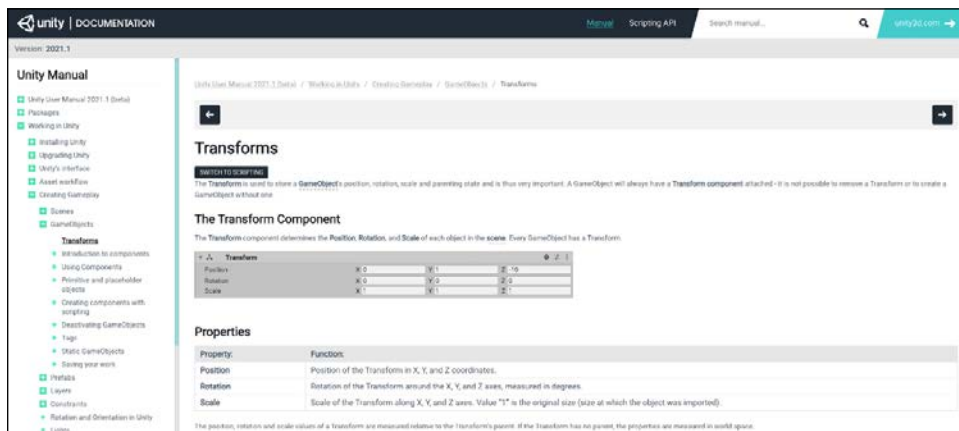 unity | DOCUMENTATION
Manual
Scripting API
Search manual...
unity3d.com
Version: 2021.1
Unity Manual
Unity User Manual 2021.1 (beta)
Packages
Working in Unity
Installing Unity
Upgrading Unity
Unity's interface
Asset workflow
Creating Gameplay
Scenes
GameObjects
Transforms
Introduction to components
Using Components
Primitive and placeholder
objects
Creating components with
scripting
Deactivating GameObjects
Tags
Static GameObjects
Saving your work
Prefabs
Layers
Constraints
Rotation and Orientation in Unity
Lights
Unity User Manual 2021.1 (beta) / Working in Unity / Creating Gameplay / GameObjects / Transforms
Transforms
SWITCH TO SCRIPTING
The Transform is used to store a GameObject's position, rotation, scale and parenting state and is thus very important. A GameObject will always have a Transform component attached - it is not possible to remove a Transform or to create a
GameObject without one.
The Transform Component
The Transform component determines the Position, Rotation, and Scale of each object in the scene. Every GameObject has a Transform.
Transform
Position X 0 Y 1 Z -10
Rotation X 0 Y 0 Z 0
Scale X 1 Y 1 Z 1
Properties
Property: Function:
Position Position of the Transform in X, Y, and Z coordinates.
Rotation Rotation of the Transform around the X, Y, and Z axes, measured in degrees.
Scale Scale of the Transform along X, Y, and Z axes. Value "1" is the original size (size at which the object was imported).
The position, rotation and scale values of a Transform are measured relative to the Transform's parent. If the Transform has no parent, the properties are measured in world space.